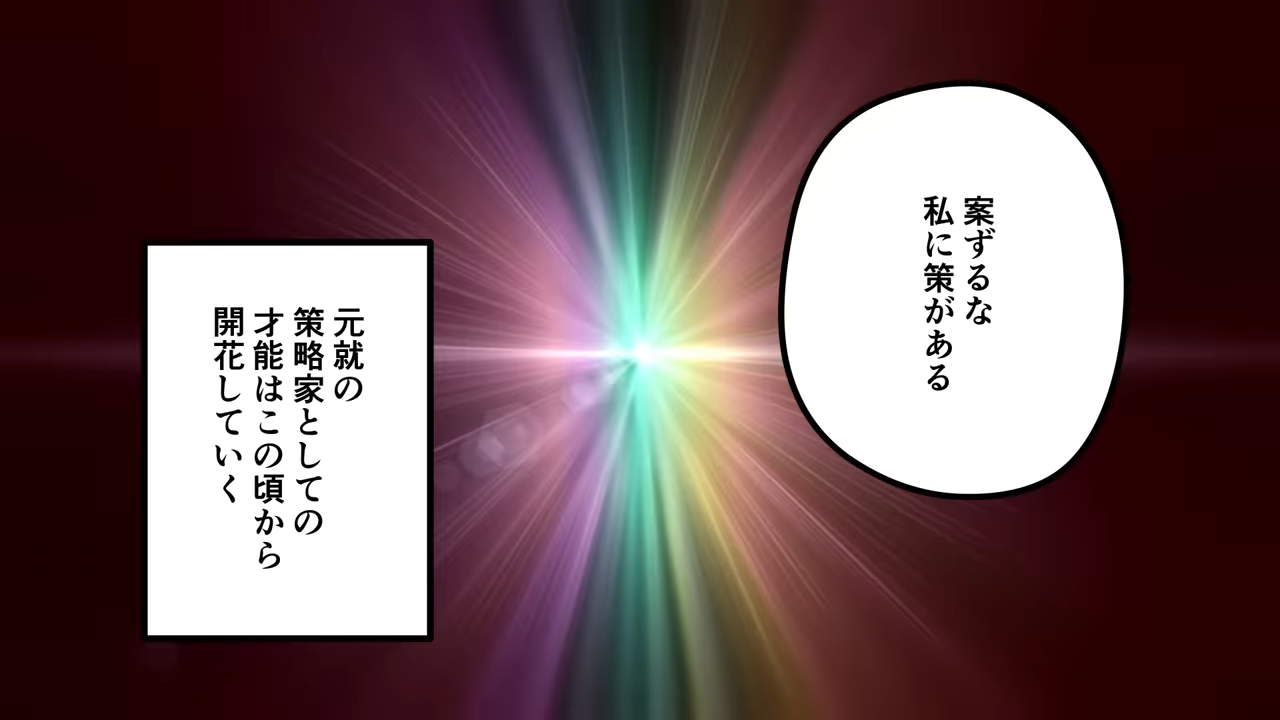 案ずるな
私に策がある
元就の
策略家としての
才能はこの頃から
開花していく